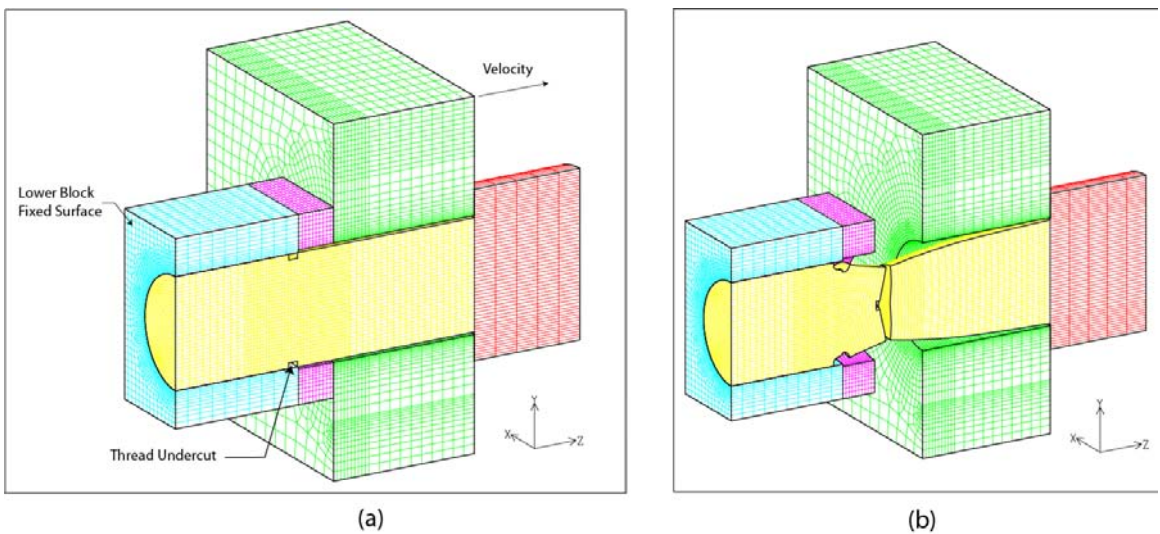 Velocity
Lower Block
Fixed Surface
Thread Undercut
Y
X
Z
(a)
Y
X
Z
(b)